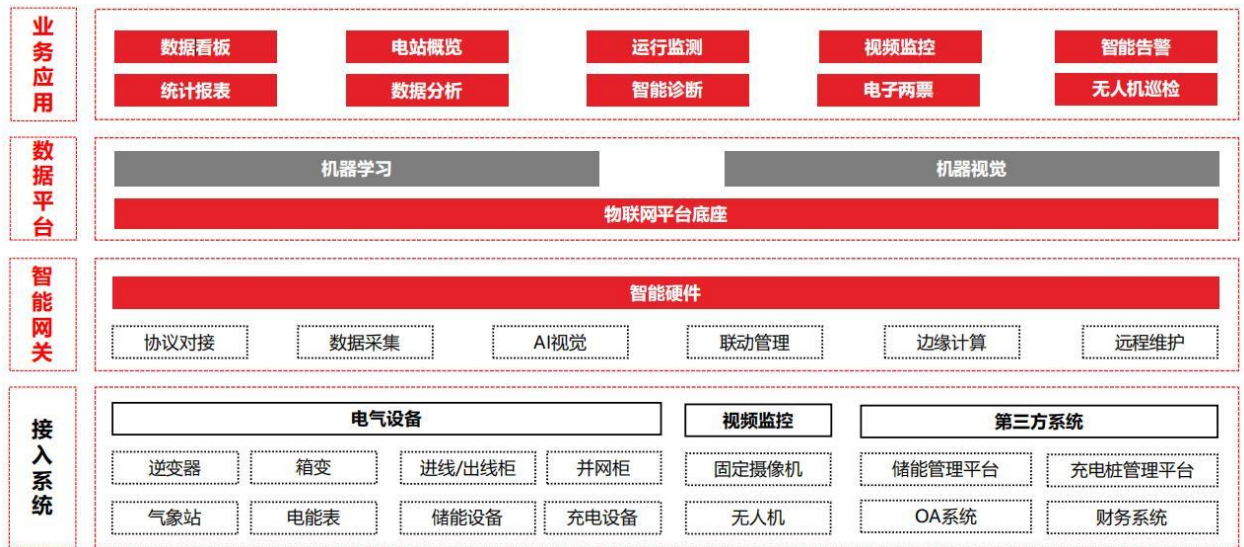 业务应用
数据看板 电站概览 运行监测 视频监控 智能告警
统计报表 数据分析 智能诊断 电子两票 无人机巡检
数据平台
机器学习 机器视觉
物联网平台底座
智能网关
智能硬件
协议对接 数据采集 AI视觉 联动管理 边缘计算 远程维护
接入系统
电气设备 视频监控 第三方系统
逆变器 箱变 进线/出线柜 并网柜 固定摄像机 储能管理平台 充电桩管理平台
气象站 电能表 储能设备 充电设备 无人机 OA系统 财务系统